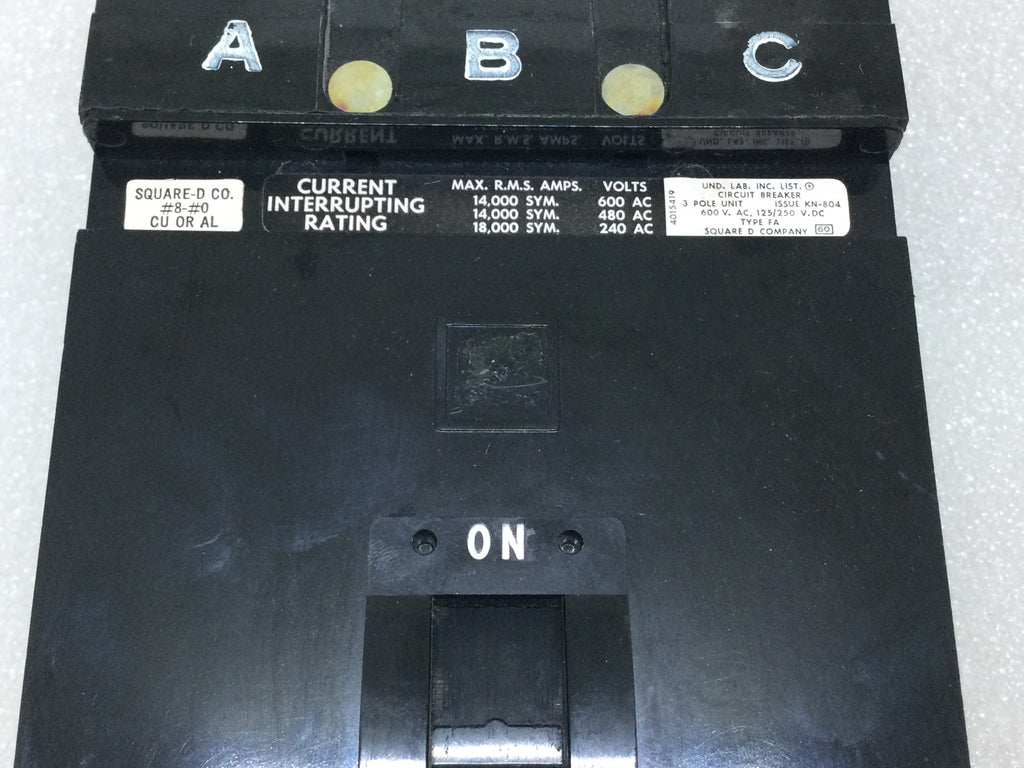 A B C
SQUARE-D CO.
#8-#0
CU OR AL
CURRENT
INTERRUPTING
RATING
MAX. R.M.S. AMPS. VOLTS
14,000 SYM. 600 AC
14,000 SYM. 480 AC
18,000 SYM. 240 AC
4015419
UND. LAB. INC. LIST.
CIRCUIT BREAKER
3 POLE UNIT ISSUE KN-804
600 V. AC, 125/250 V.DC
TYPE FA
SQUARE D COMPANY 60
ON